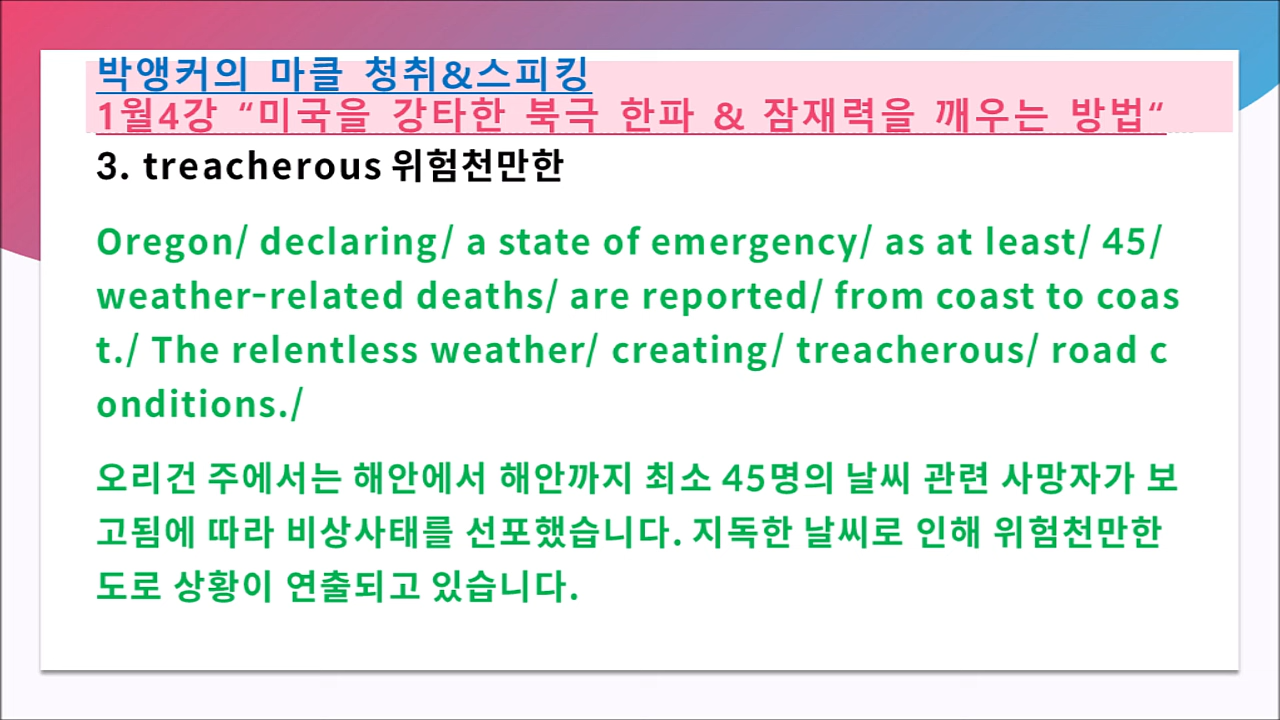 박앵커의 마클 청취&스피킹
1월4강 “미국을 강타한 북극 한파 & 잠재력을 깨우는 방법“
3. treacherous 위험천만한
Oregon/ declaring/ a state of emergency/ as at least/ 45/
weather-related deaths/ are reported/ from coast to coas
t./ The relentless weather/ creating/ treacherous/ road c
onditions./
오리건 주에서는 해안에서 해안까지 최소 45명의 날씨 관련 사망자가 보
고됨에 따라 비상사태를 선포했습니다. 지독한 날씨로 인해 위험천만한
도로 상황이 연출되고 있습니다.